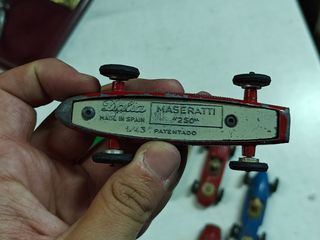 Dalia
MASERATTI
MADE IN SPAIN
"250"
1/43 PATENTADO